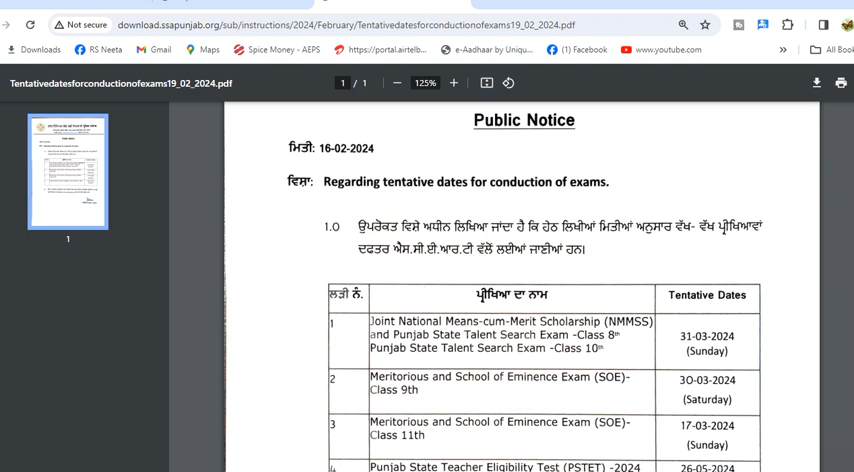 Not secure
download.ssapunjab.org/sub/instructions/2024/February/Tentativedatesforconductionofexams19_02_2024.pdf
Downloads
RS Neeta
Gmail
Maps
Spice Money - AEPS
https://portal.airtelb...
e-Aadhaar by Uniqu...
(1) Facebook
www.youtube.com
»
All Book
Tentativedatesforconductionofexams19_02_2024.pdf
1 / 1
125%
1
Public Notice
ਮਿਤੀ: 16-02-2024
ਵਿਸ਼ਾ: Regarding tentative dates for conduction of exams.
1.0 ਉਪਰੋਕਤ ਵਿਸ਼ੇ ਅਧੀਨ ਲਿਖਿਆ ਜਾਂਦਾ ਹੈ ਕਿ ਹੇਠ ਲਿਖੀਆਂ ਮਿਤੀਆਂ ਅਨੁਸਾਰ ਵੱਖ- ਵੱਖ ਪ੍ਰੀਖਿਆਵਾਂ
ਦਫਤਰ ਐਸ.ਸੀ.ਈ.ਆਰ.ਟੀ ਵੱਲੋਂ ਲਈਆਂ ਜਾਣੀਆਂ ਹਨ।
ਲੜੀ ਨੰ. ਪ੍ਰੀਖਿਆ ਦਾ ਨਾਮ Tentative Dates
1
Joint National Means-cum-Merit Scholarship (NMMSS)
and Punjab State Talent Search Exam -Class 8th
Punjab State Talent Search Exam -Class 10th
31-03-2024
(Sunday)
2
Meritorious and School of Eminence Exam (SOE)-
Class 9th
30-03-2024
(Saturday)
3
Meritorious and School of Eminence Exam (SOE)-
Class 11th
17-03-2024
(Sunday)
4
Punjab State Teacher Eligibility Test (PSTET) -2024
26-05-2024